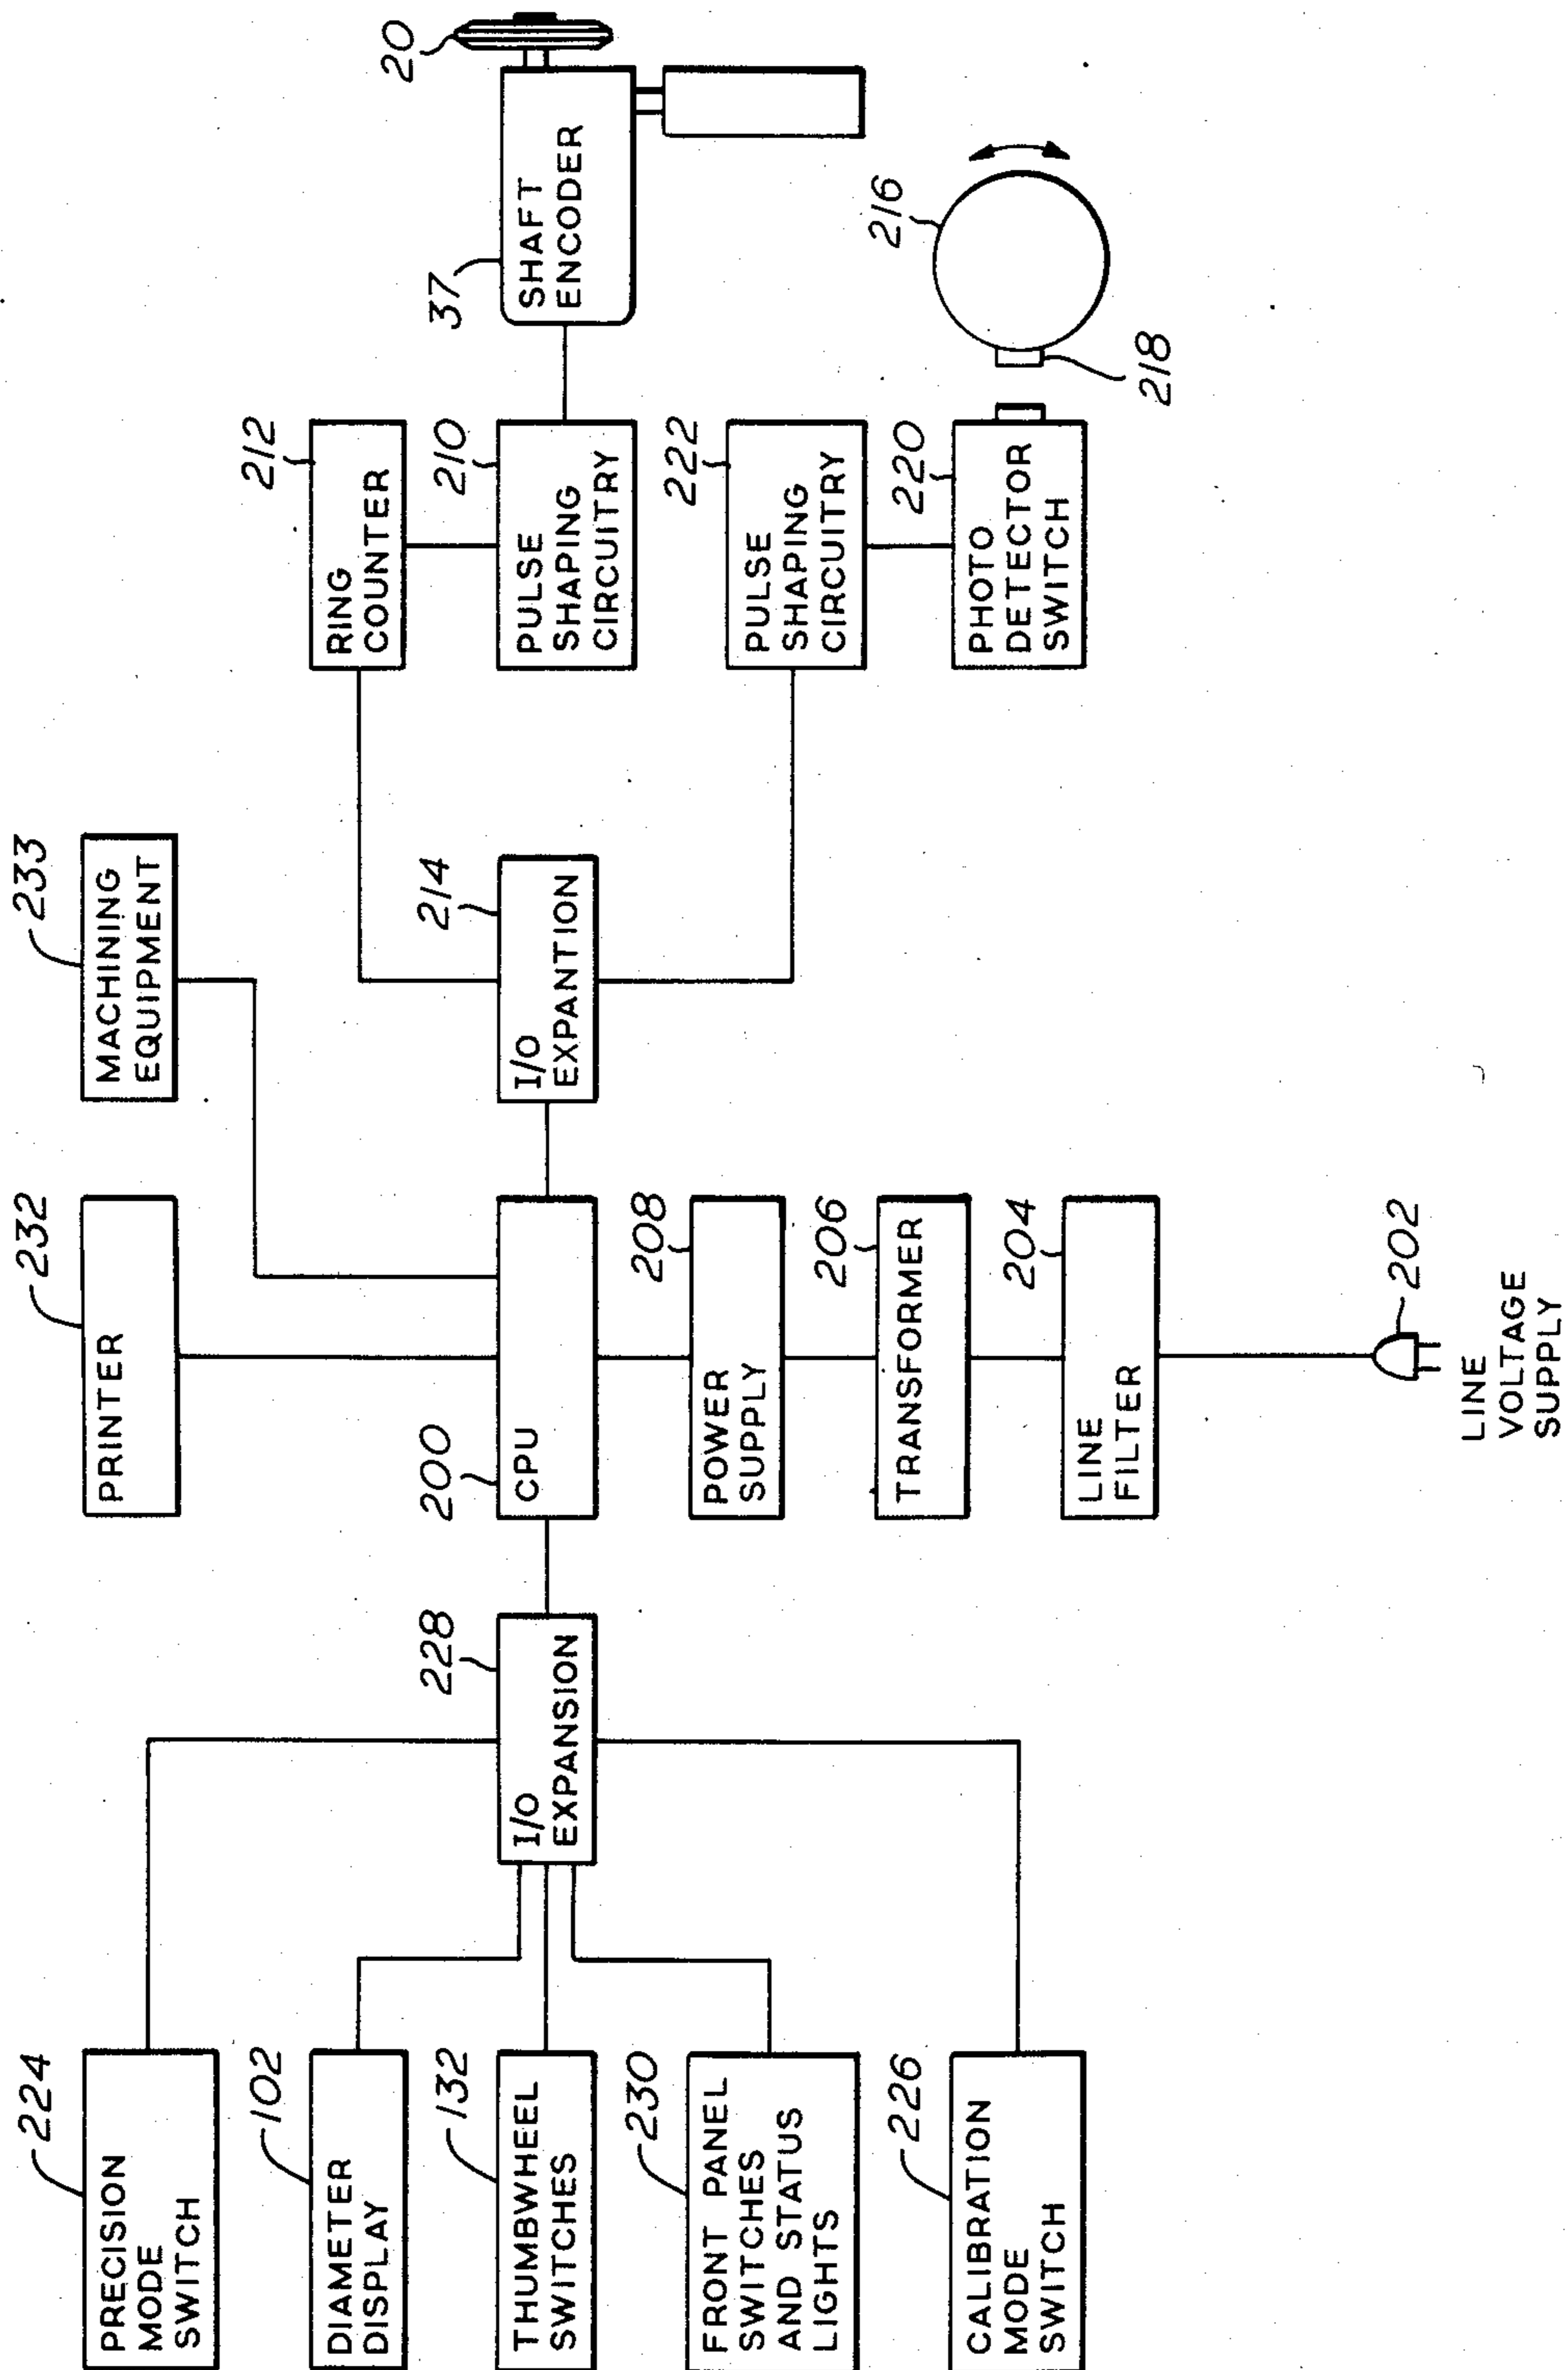 224
PRECISION
MODE
SWITCH
102
DIAMETER
DISPLAY
132
THUMBWHEEL
SWITCHES
230
FRONT PANEL
SWITCHES
AND STATUS
LIGHTS
226
CALIBRATION
MODE
SWITCH
228
I/O
EXPANSION
232
PRINTER
200
CPU
208
POWER
SUPPLY
206
TRANSFORMER
204
LINE
FILTER
202
LINE
VOLTAGE
SUPPLY
233
MACHINING
EQUIPMENT
214
I/O
EXPANTION
212
RING
COUNTER
210
PULSE
SHAPING
CIRCUITRY
222
PULSE
SHAPING
CIRCUITRY
220
PHOTO
DETECTOR
SWITCH
37
SHAFT
ENCODER
20
216
218